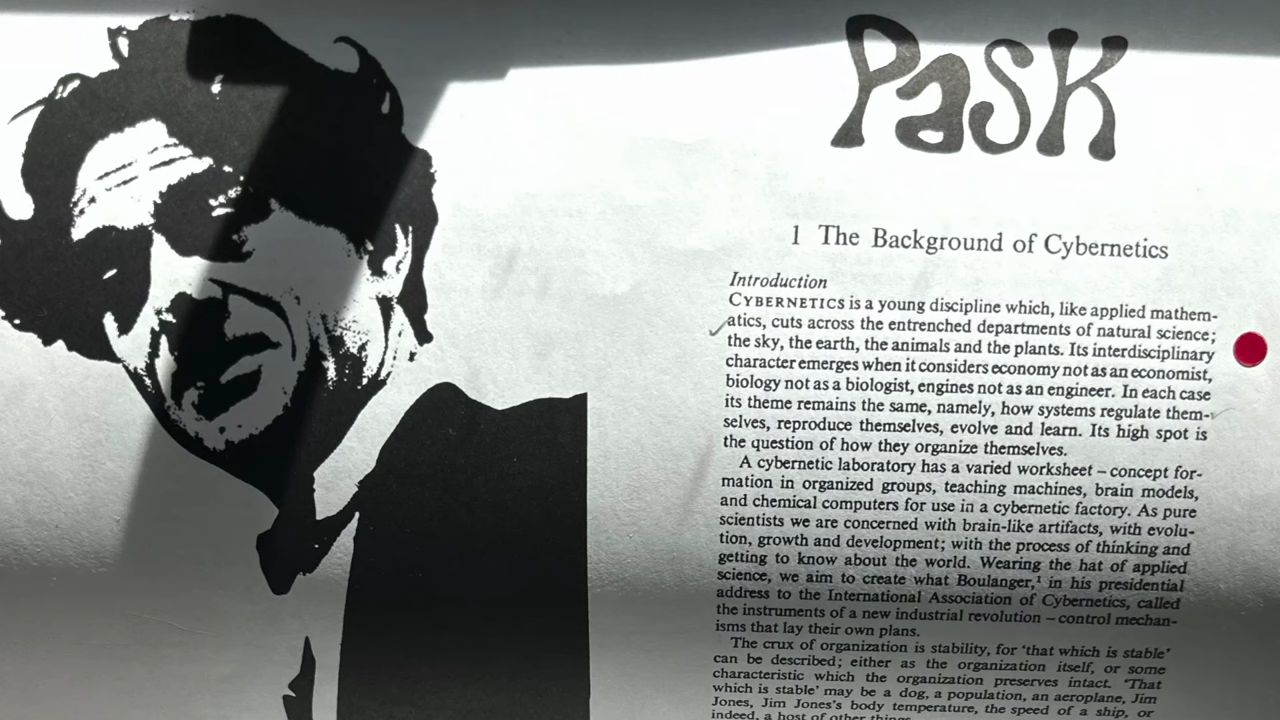 PaSK
1 The Background of Cybernetics
Introduction
CYBERNETICS is a young discipline which, like applied mathem-
atics, cuts across the entrenched departments of natural science;
the sky, the earth, the animals and the plants. Its interdisciplinary
character emerges when it considers economy not as an economist,
biology not as a biologist, engines not as an engineer. In each case
its theme remains the same, namely, how systems regulate them-
selves, reproduce themselves, evolve and learn. Its high spot is
the question of how they organize themselves.
A cybernetic laboratory has a varied worksheet – concept for-
mation in organized groups, teaching machines, brain models,
and chemical computers for use in a cybernetic factory. As pure
scientists we are concerned with brain-like artifacts, with evolu-
tion, growth and development; with the process of thinking and
getting to know about the world. Wearing the hat of applied
science, we aim to create what Boulanger,¹ in his presidential
address to the International Association of Cybernetics, called
the instruments of a new industrial revolution – control mechan-
isms that lay their own plans.
The crux of organization is stability, for ‘that which is stable’
can be described; either as the organization itself, or some
characteristic which the organization preserves intact. ‘That
which is stable’ may be a dog, a population, an aeroplane, Jim
Jones, Jim Jones's body temperature, the speed of a ship, or
indeed, a host of other things.